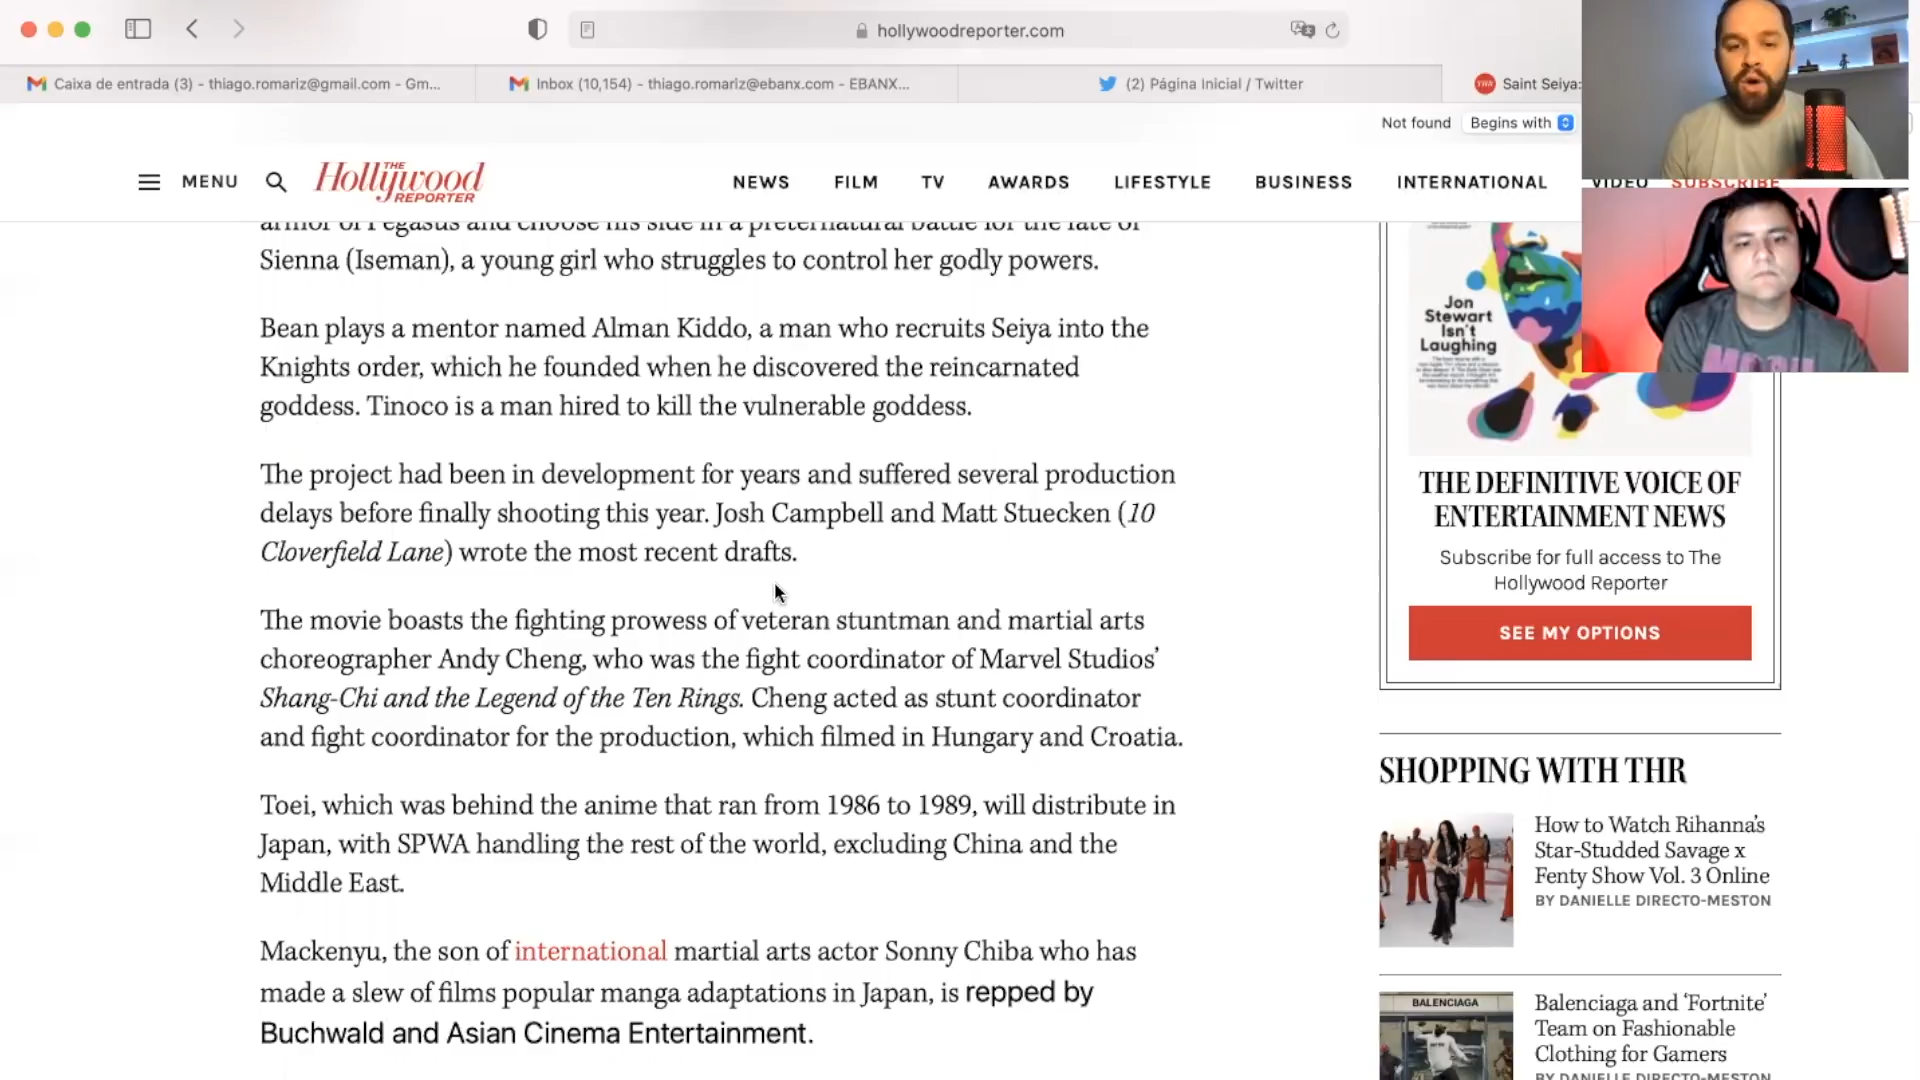 hollywoodreporter.com
Caixa de entrada (3) - thiago.romariz@gmail.com - Gm...
Inbox (10,154) - thiago.romariz@ebanx.com - EBANX...
(2) Página Inicial / Twitter
THR Saint Seiya:
Not found
Begins with
MENU
THE Hollywood REPORTER
NEWS
FILM
TV
AWARDS
LIFESTYLE
BUSINESS
INTERNATIONAL
VIDEO
SUBSCRIBE
armor of Pegasus and choose his side in a preternatural battle for the fate of
Sienna (Iseman), a young girl who struggles to control her godly powers.
Bean plays a mentor named Alman Kiddo, a man who recruits Seiya into the
Knights order, which he founded when he discovered the reincarnated
goddess. Tinoco is a man hired to kill the vulnerable goddess.
The project had been in development for years and suffered several production
delays before finally shooting this year. Josh Campbell and Matt Stuecken (10
Cloverfield Lane) wrote the most recent drafts.
The movie boasts the fighting prowess of veteran stuntman and martial arts
choreographer Andy Cheng, who was the fight coordinator of Marvel Studios’
Shang-Chi and the Legend of the Ten Rings. Cheng acted as stunt coordinator
and fight coordinator for the production, which filmed in Hungary and Croatia.
Toei, which was behind the anime that ran from 1986 to 1989, will distribute in
Japan, with SPWA handling the rest of the world, excluding China and the
Middle East.
Mackenyu, the son of international martial arts actor Sonny Chiba who has
made a slew of films popular manga adaptations in Japan, is repped by
Buchwald and Asian Cinema Entertainment.
Jon
Stewart
Isn't
Laughing
THE DEFINITIVE VOICE OF
ENTERTAINMENT NEWS
Subscribe for full access to The
Hollywood Reporter
SEE MY OPTIONS
SHOPPING WITH THR
How to Watch Rihanna’s
Star-Studded Savage x
Fenty Show Vol. 3 Online
BY DANIELLE DIRECTO-MESTON
BALENCIAGA
Balenciaga and ‘Fortnite’
Team on Fashionable
Clothing for Gamers
BY DANIELLE DIRECTO-MESTON